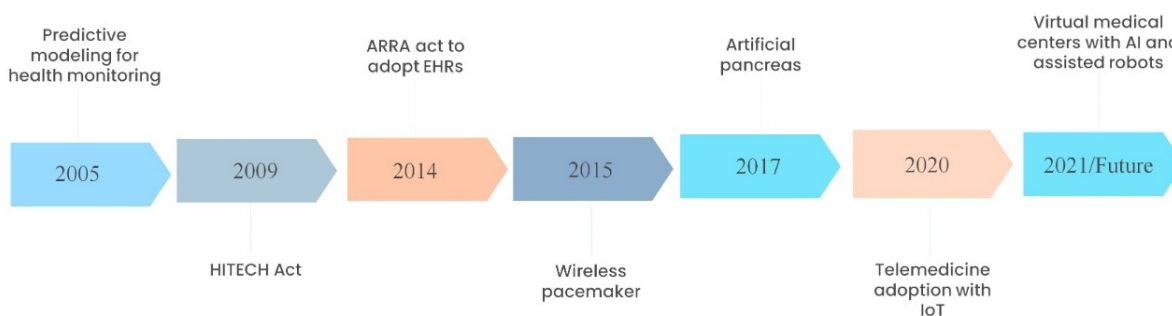 Predictive
modeling for
health monitoring
ARRA act to
adopt EHRs
Artificial
pancreas
Virtual medical
centers with AI and
assisted robots
2005
2009
2014
2015
2017
2020
2021/Future
HITECH Act
Wireless
pacemaker
Telemedicine
adoption with
IoT